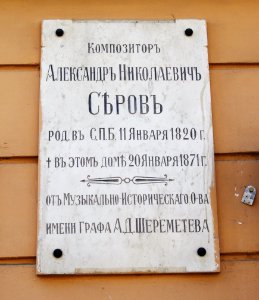 Композиторъ
Александръ Николаевичъ
Сѣровъ
род. въ С.П.Б. 11 Января 1820 г.
† въ этомъ домѣ 20 Января 1871 г.
отъ Музыкально-Историческаго О-ва
имени Графа А.Д. Шереметева